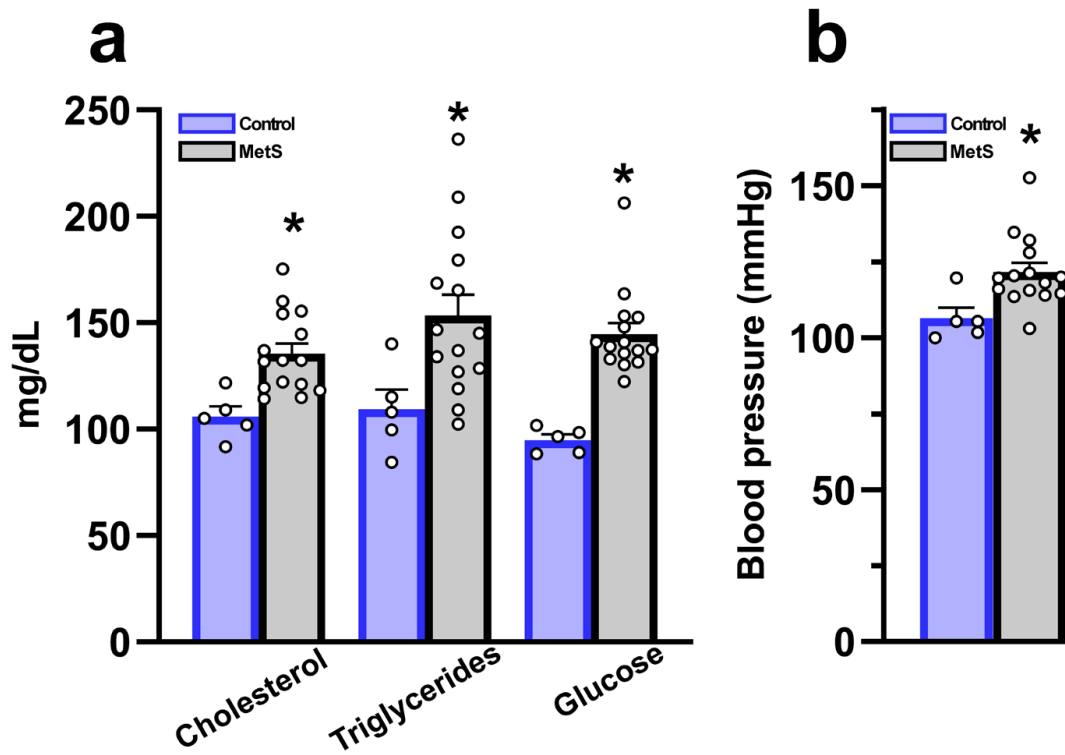 a
mg/dL
250
200
150
100
50
0
Control
MetS
*
*
*
Cholesterol
Triglycerides
Glucose
b
Blood pressure (mmHg)
150
100
50
0
Control
MetS
*